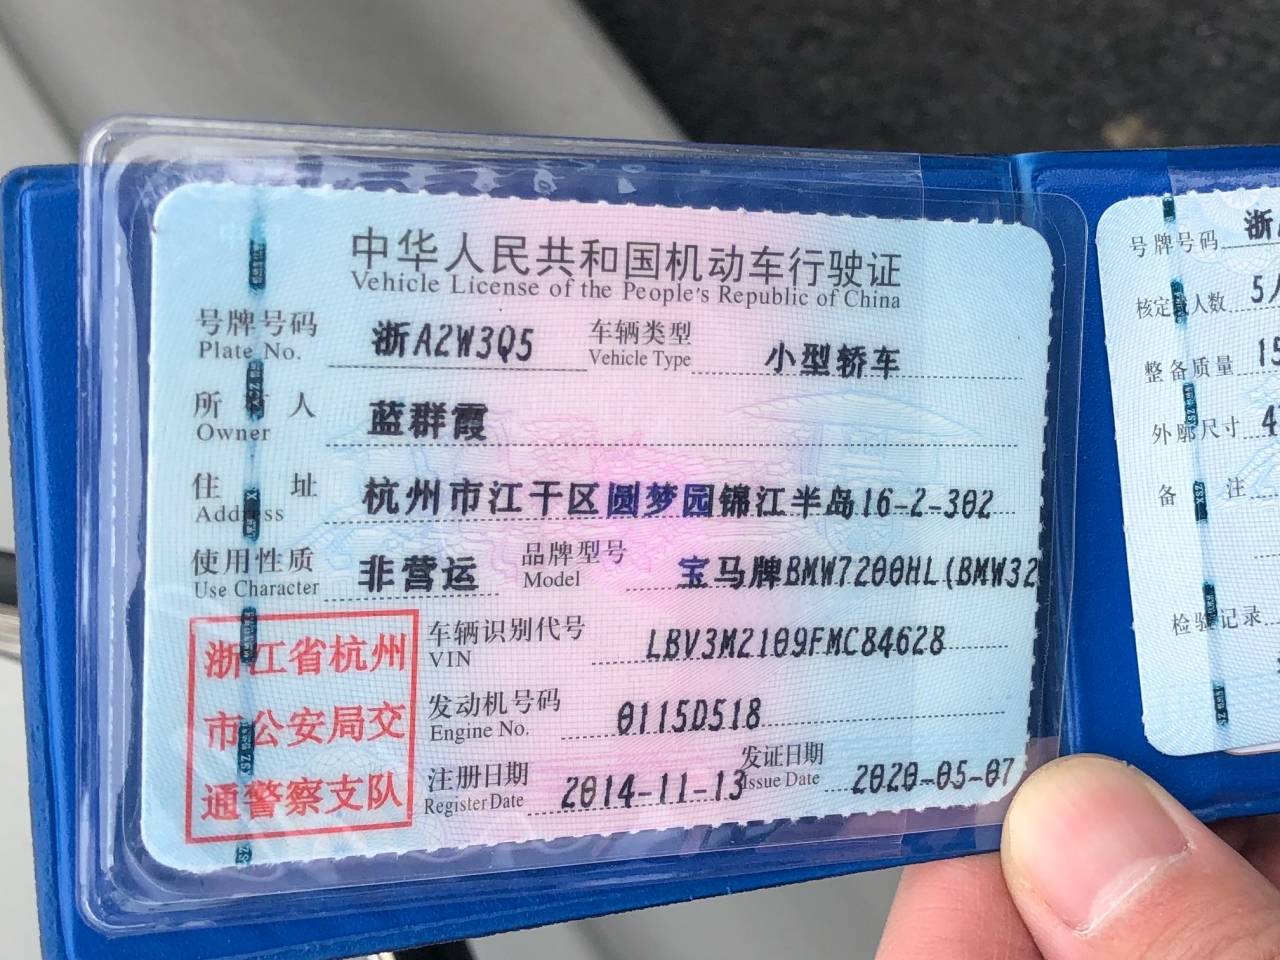 中华人民共和国机动车行驶证
Vehicle License of the People's Republic of China
号牌号码 浙A2W3Q5 车辆类型 小型轿车
Plate No. Vehicle Type
所有人 蓝群霞
Owner
住址 杭州市江干区圆梦园锦江半岛16-2-302
Address
使用性质 非营运 品牌型号 宝马牌BMW7200HL(BMW32
Use Character Model
浙江省杭州
市公安局交
通警察支队
车辆识别代号 LBV3M2109FMC84628
VIN
发动机号码 0115D518
Engine No.
注册日期 2014-11-13 发证日期 2020-05-07
Register Date Issue Date
号牌号码 浙
核定载人数 5
整备质量 15
外廓尺寸 4
备注
检验记录